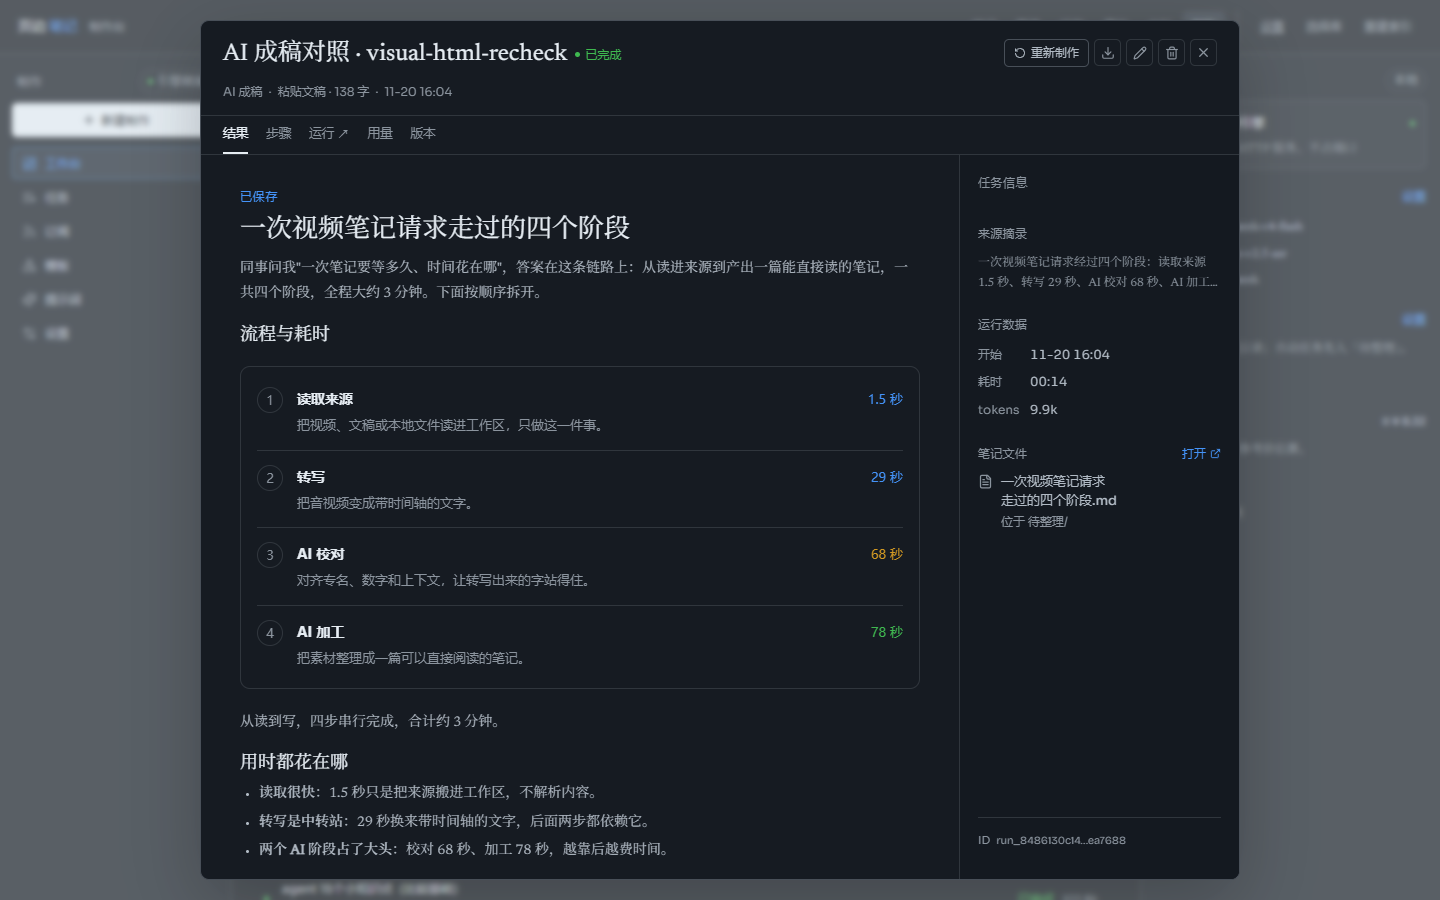 AI 成稿对照 · visual-html-recheck
已完成
重新制作
AI 成稿 · 粘贴文稿 · 138 字 · 11-20 16:04
结果 步骤 运行 ↗ 用量 版本
已保存
一次视频笔记请求走过的四个阶段
同事问我"一次笔记要等多久、时间花在哪"，答案在这条链路上：从读进来源到产出一篇能直接读的笔记，一
共四个阶段，全程大约 3 分钟。下面按顺序拆开。
流程与耗时
1 读取来源 1.5 秒
把视频、文稿或本地文件读进工作区，只做这一件事。
2 转写 29 秒
把音视频变成带时间轴的文字。
3 AI 校对 68 秒
对齐专名、数字和上下文，让转写出来的字站得住。
4 AI 加工 78 秒
把素材整理成一篇可以直接阅读的笔记。
从读到写，四步串行完成，合计约 3 分钟。
用时都花在哪
• 读取很快：1.5 秒只是把来源搬进工作区，不解析内容。
• 转写是中转站：29 秒换来带时间轴的文字，后面两步都依赖它。
• 两个 AI 阶段占了大头：校对 68 秒、加工 78 秒，越靠后越费时间。
任务信息
来源摘录
一次视频笔记请求经过四个阶段：读取来源
1.5 秒、转写 29 秒、AI 校对 68 秒、AI 加工...
运行数据
开始 11-20 16:04
耗时 00:14
tokens 9.9k
笔记文件 打开
一次视频笔记请求
走过的四个阶段.md
位于 待整理/
ID run_8486130c14...ea7688